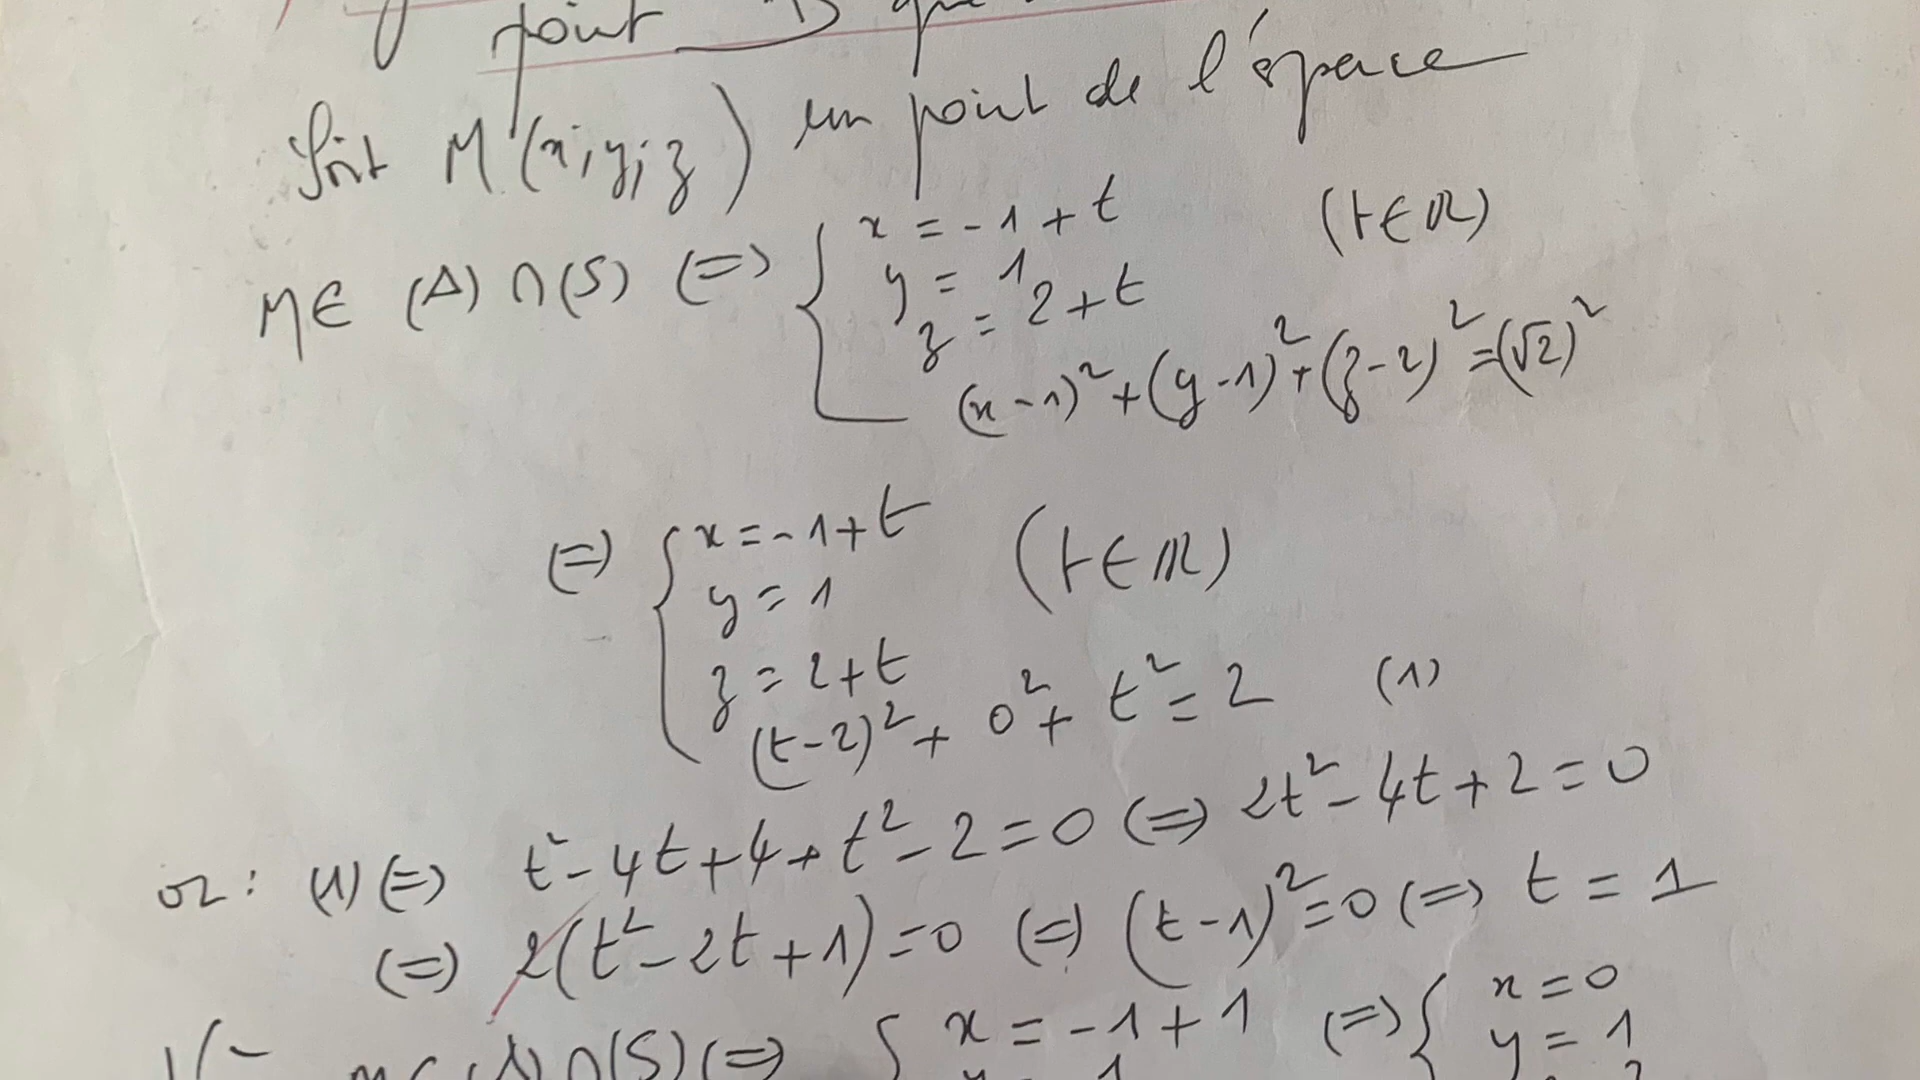 point
Soit M(x;y;z) un point de l'espace
M∈ (Δ)∩(S) (=) { x = -1+t (t∈ℝ)
y = 1
z = 2+t
(x-1)²+(y-1)²+(z-2)²=(√2)²
(=) { x=-1+t (t∈ℝ)
y=1
z=2+t
(t-2)²+ 0²+ t²= 2 (1)
or: (1)(=) t²-4t+4+t²-2=0 (=) 2t²-4t+2=0
(=) 2(t²-2t+1)=0 (=) (t-1)²=0 (=) t=1
∩(S)(=) { x = -1+1 (=) { x=0
y = 1